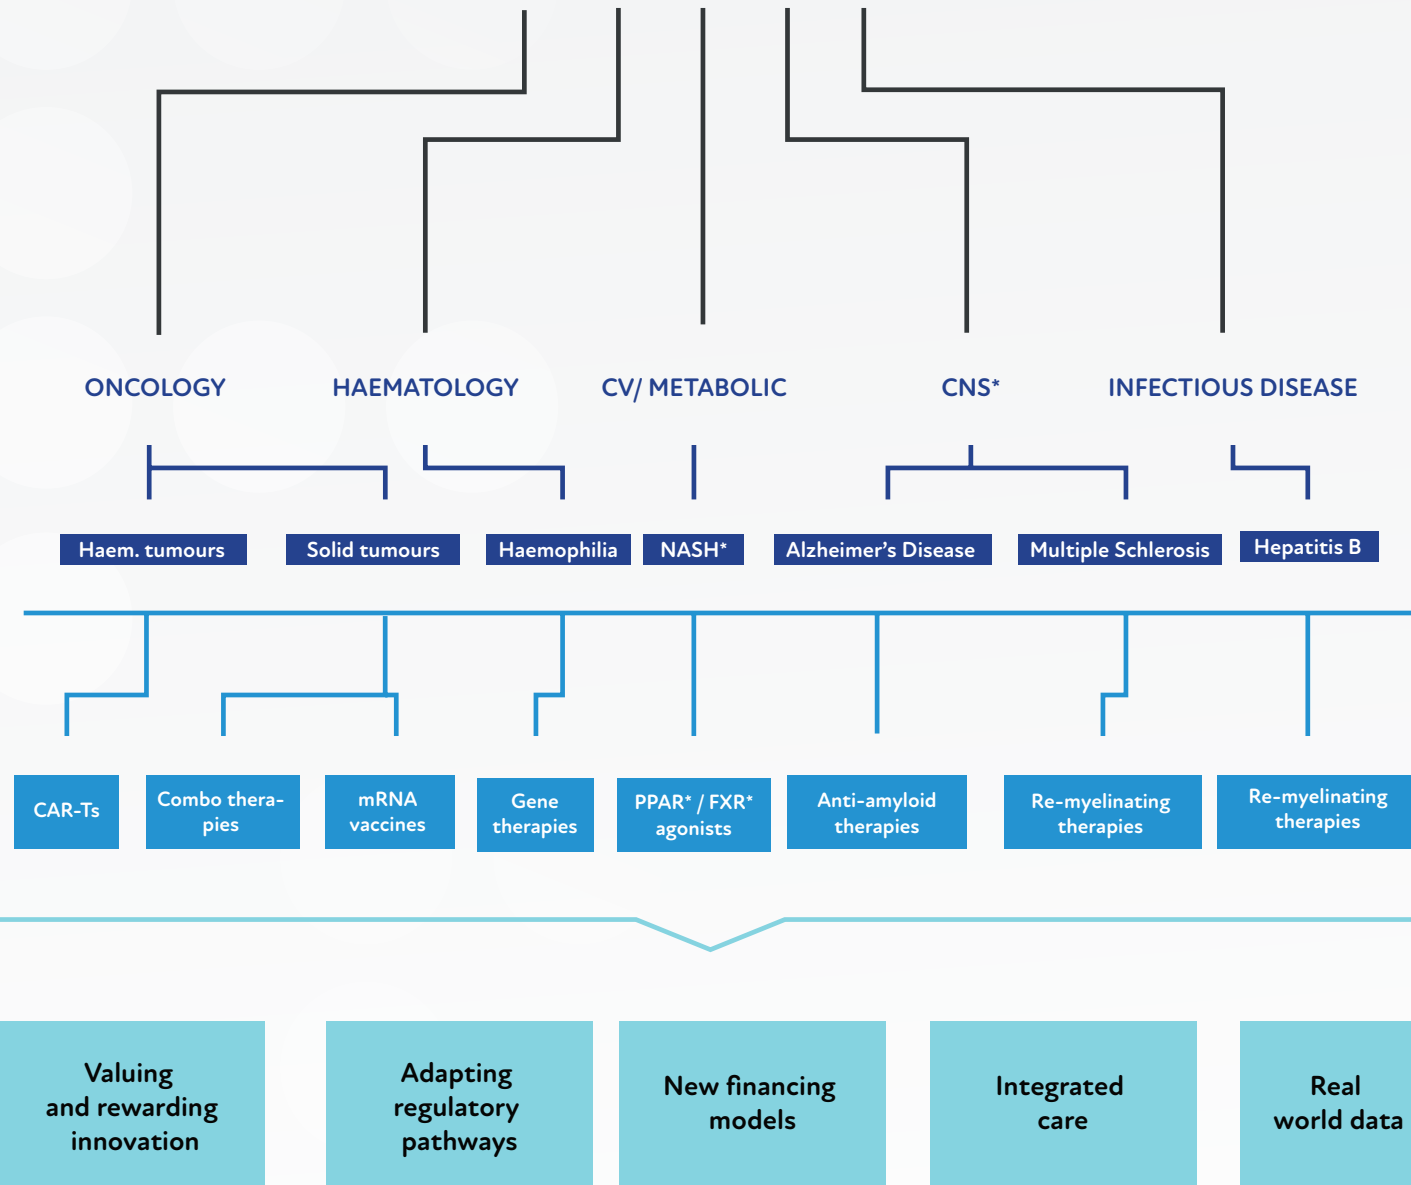 ONCOLOGY
HAEMATOLOGY
CV/ METABOLIC
CNS*
INFECTIOUS DISEASE
Haem. tumours
Solid tumours
Haemophilia
NASH*
Alzheimer's Disease
Multiple Schlerosis
Hepatitis B
CAR-Ts
Combo thera-
pies
mRNA
vaccines
Gene
therapies
PPAR* / FXR*
agonists
Anti-amyloid
therapies
Re-myelinating
therapies
Re-myelinating
therapies
Valuing
and rewarding
innovation
Adapting
regulatory
pathways
New financing
models
Integrated
care
Real
world data